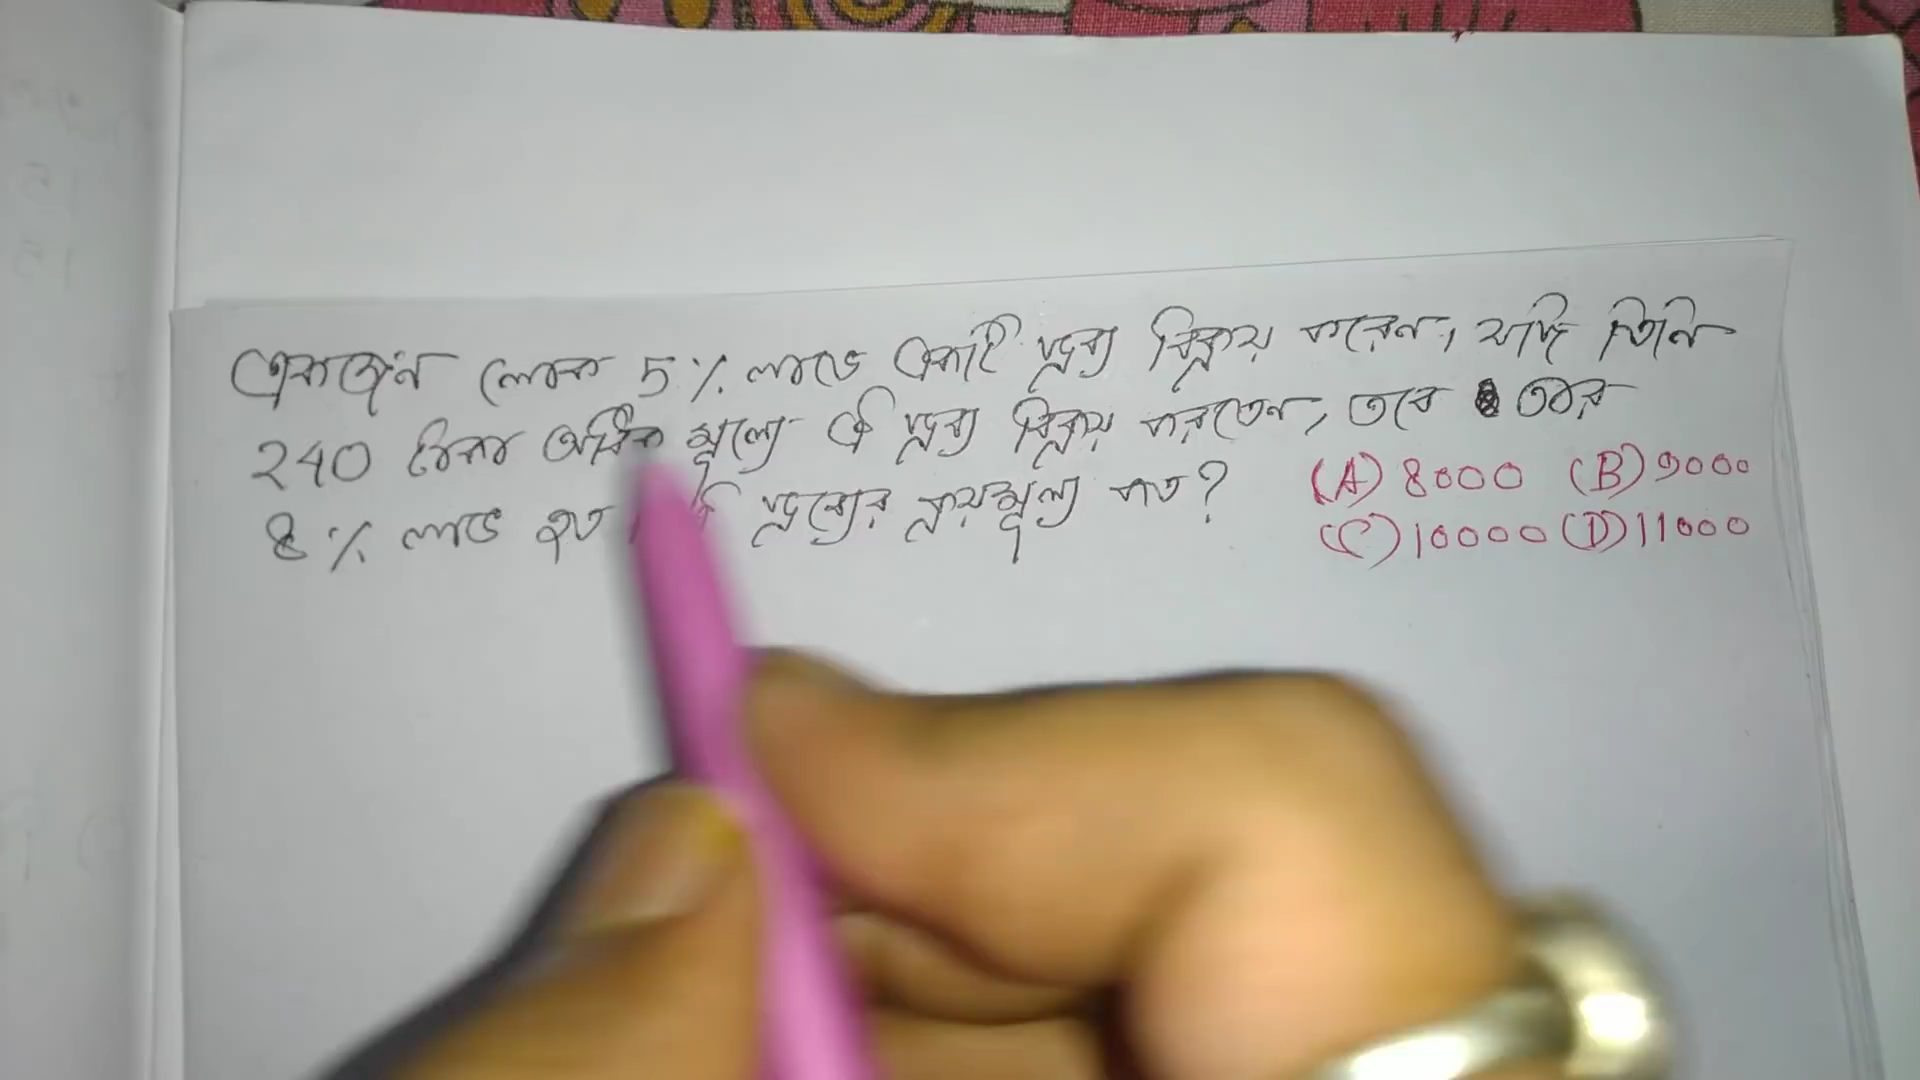 একজন লোক 5% লাভে একটি দ্রব্য বিক্রয় করেন, যদি তিনি
240 টাকা অধিক মূল্যে ঐ দ্রব্য বিক্রয় করতেন, তবে তার
8% লাভ হত দ্রব্যের ক্রয়মূল্য কত?
(A) 8000 (B) 9000
(C) 10000 (D) 11000